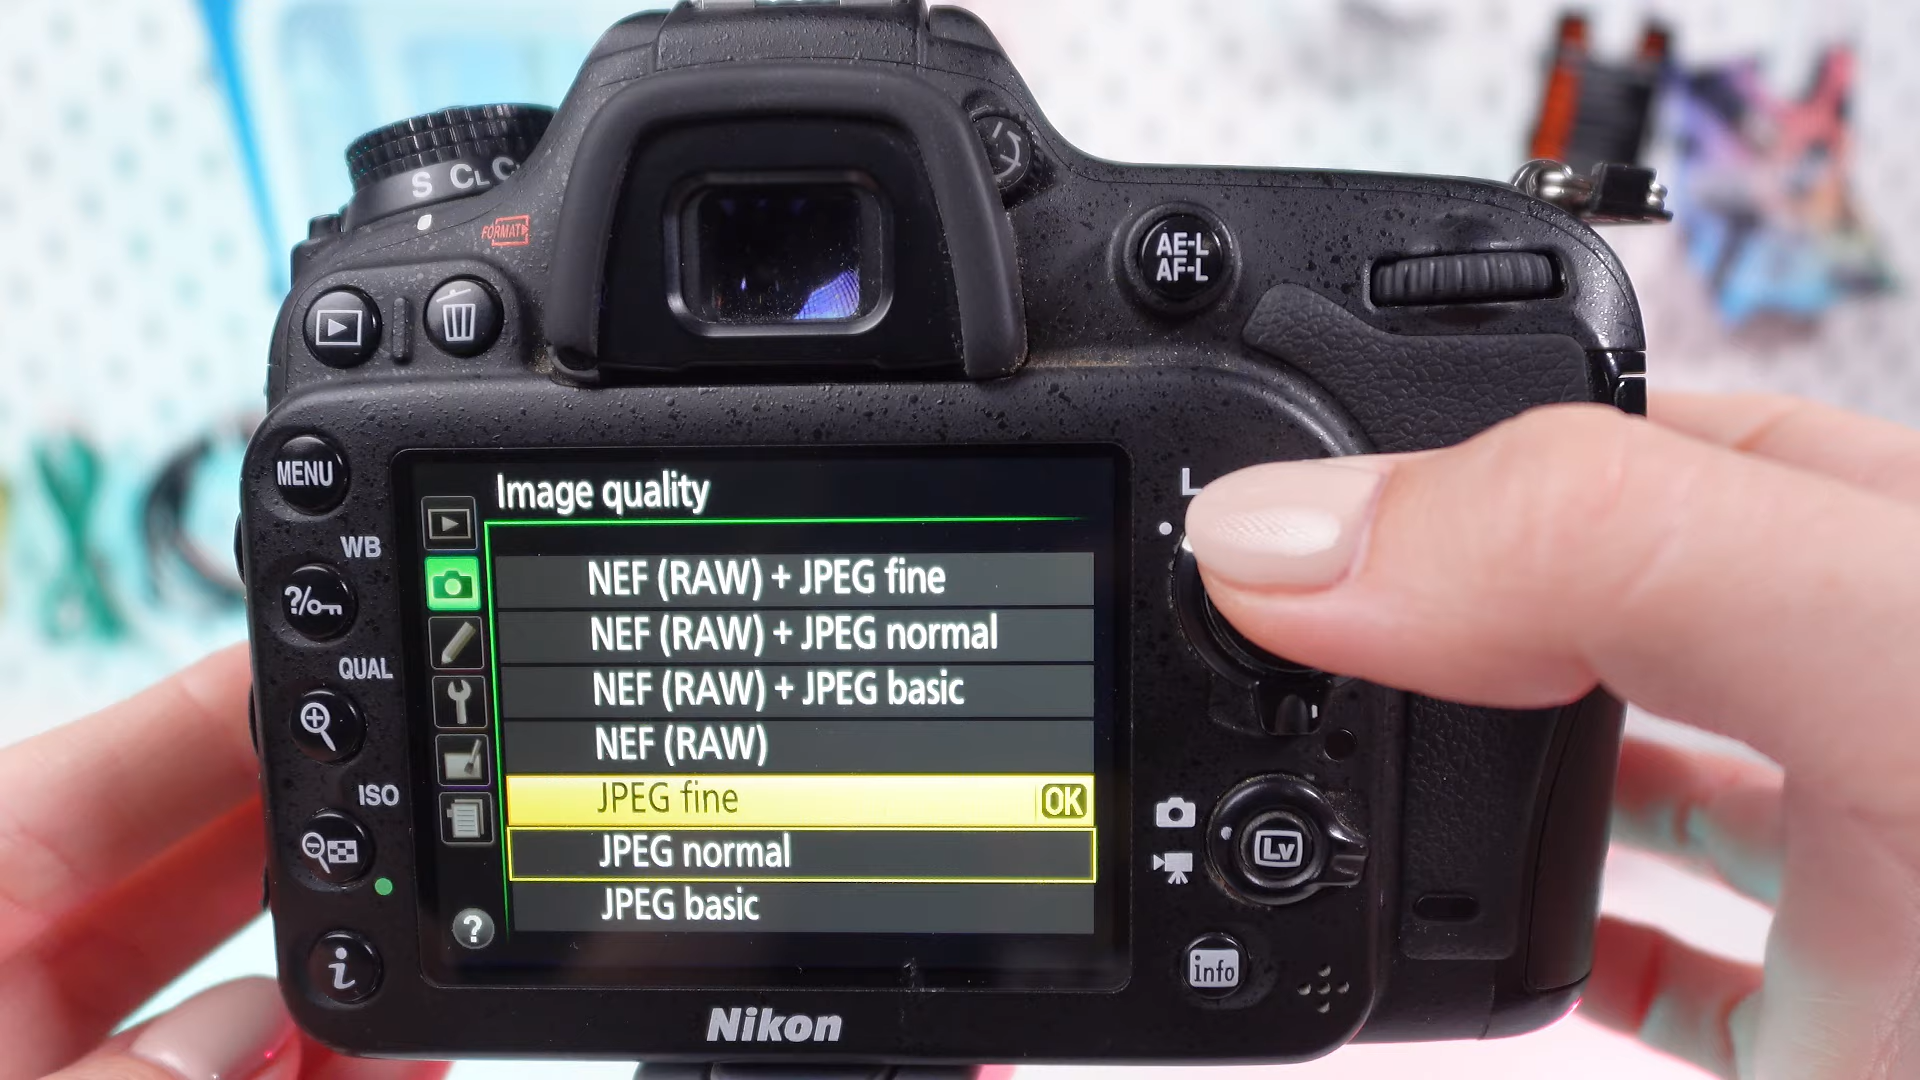 S CL C
FORMAT
AE-L
AF-L
MENU
WB
QUAL
ISO
Image quality
NEF (RAW) + JPEG fine
NEF (RAW) + JPEG normal
NEF (RAW) + JPEG basic
NEF (RAW)
JPEG fine OK
JPEG normal
JPEG basic
?
?
i
L
Lv
info
Nikon